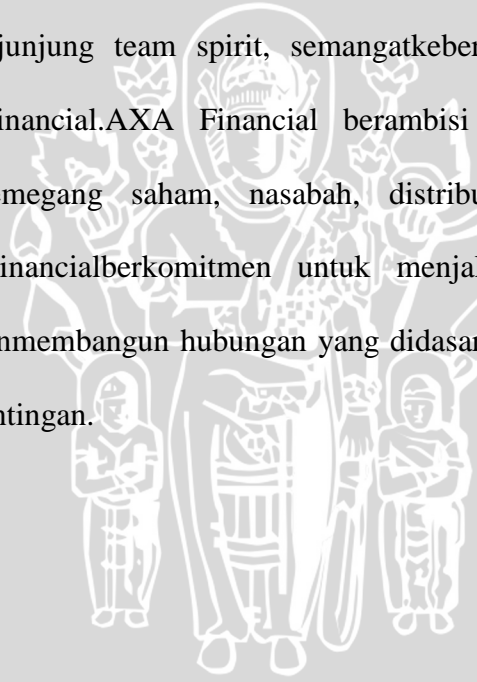 junjung team spirit, semangatkeber
inancial.AXA Financial berambisi
megang saham, nasabah, distribu
inancialberkomitmen untuk menjal
nmembangun hubungan yang didasar
ntingan.